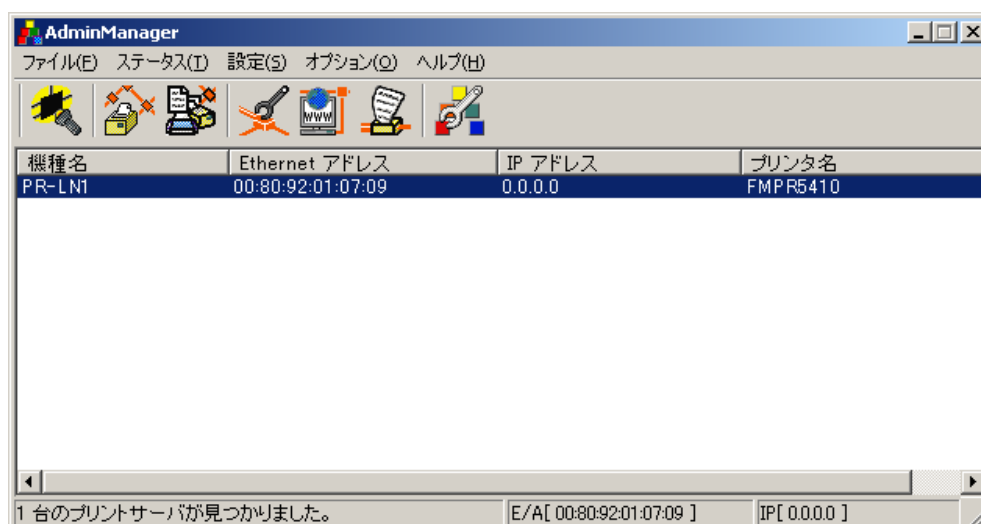 AdminManager
ファイル(F) ステータス(T) 設定(S) オプション(O) ヘルプ(H)
WWW
機種名 Ethernet アドレス IP アドレス プリンタ名
PR-LN1 00:80:92:01:07:09 0.0.0.0 FMPR5410
1 台のプリントサーバが見つかりました。 E/A[ 00:80:92:01:07:09 ] IP[ 0.0.0.0 ]